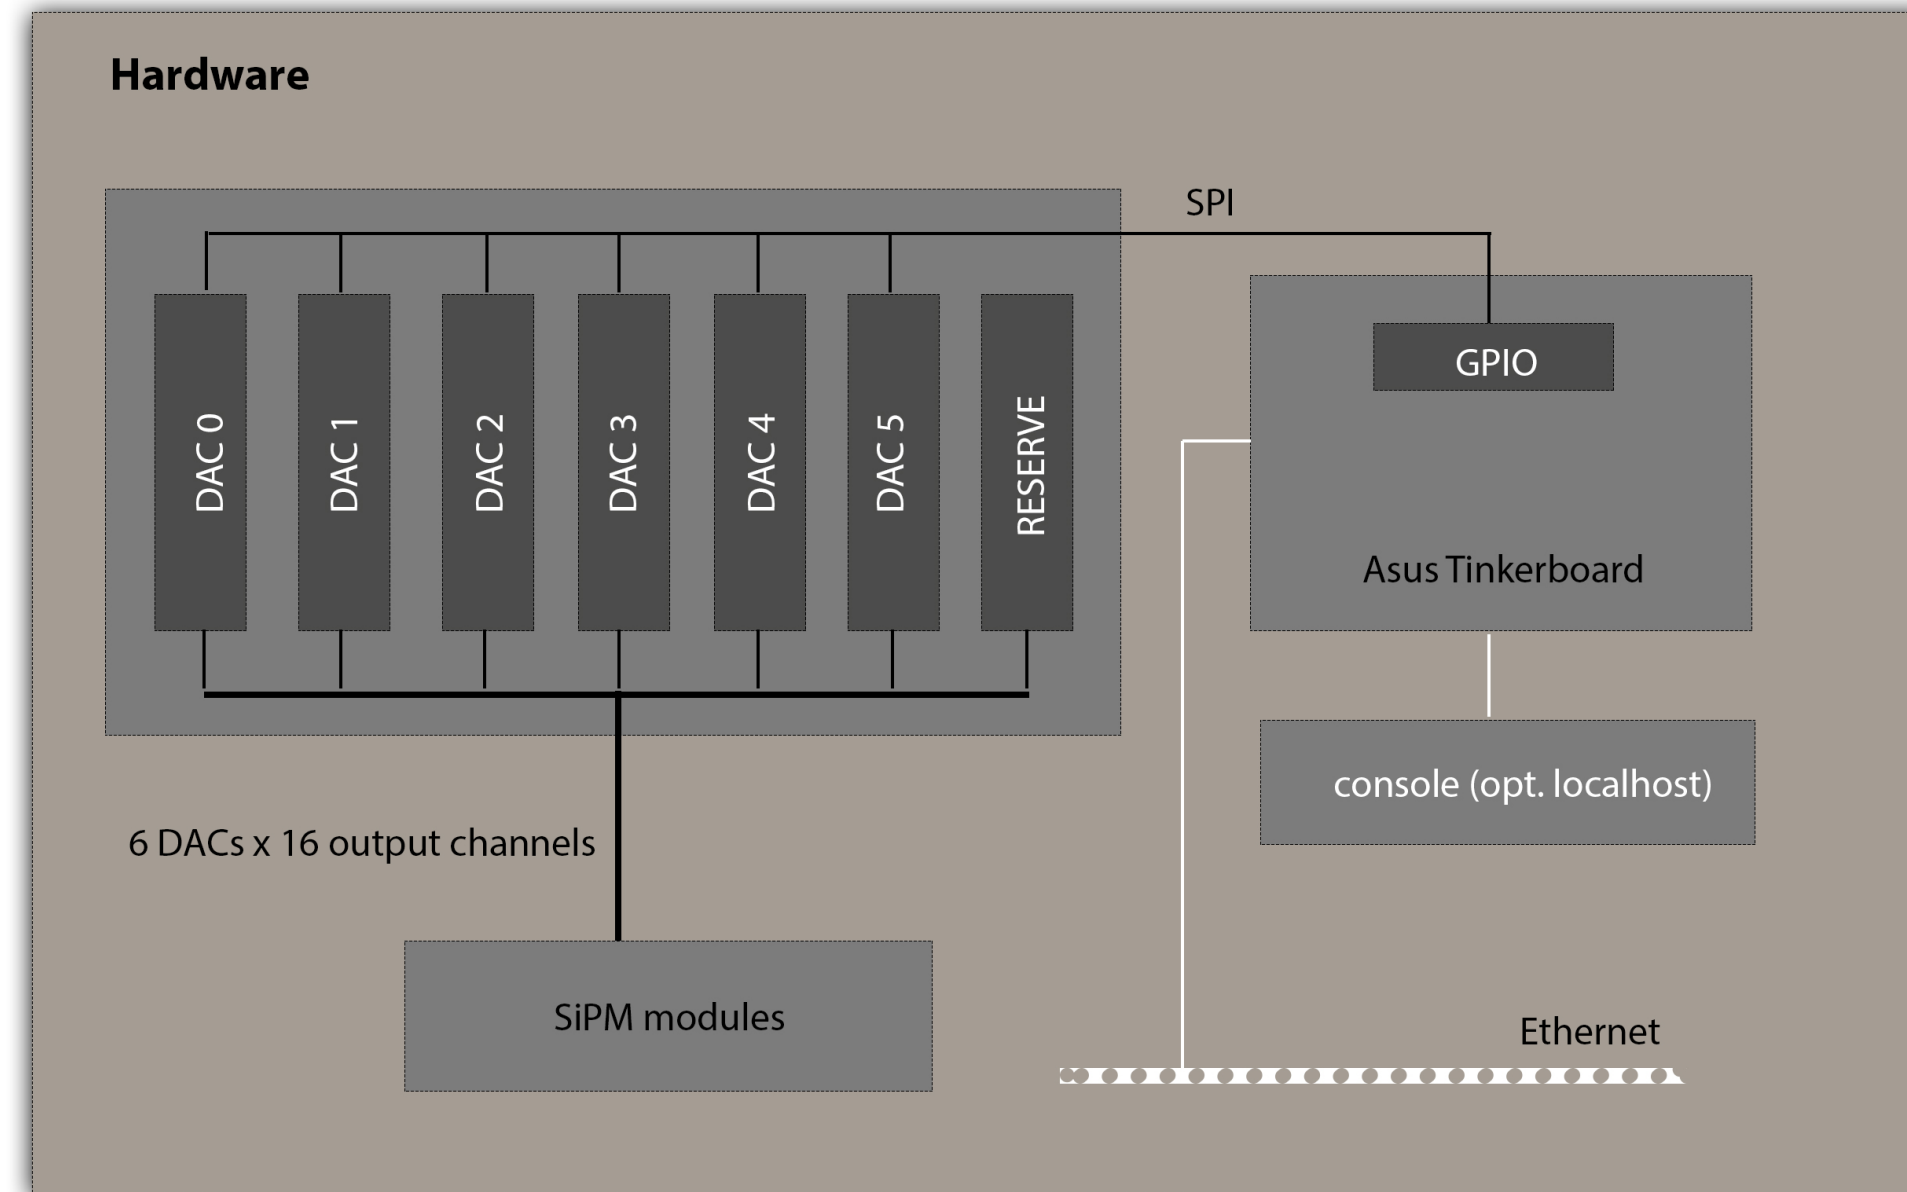 Hardware
SPI
GPIO
DAC 0
DAC 1
DAC 2
DAC 3
DAC 4
DAC 5
RESERVE
Asus Tinkerboard
console (opt. localhost)
6 DACs x 16 output channels
SiPM modules
Ethernet